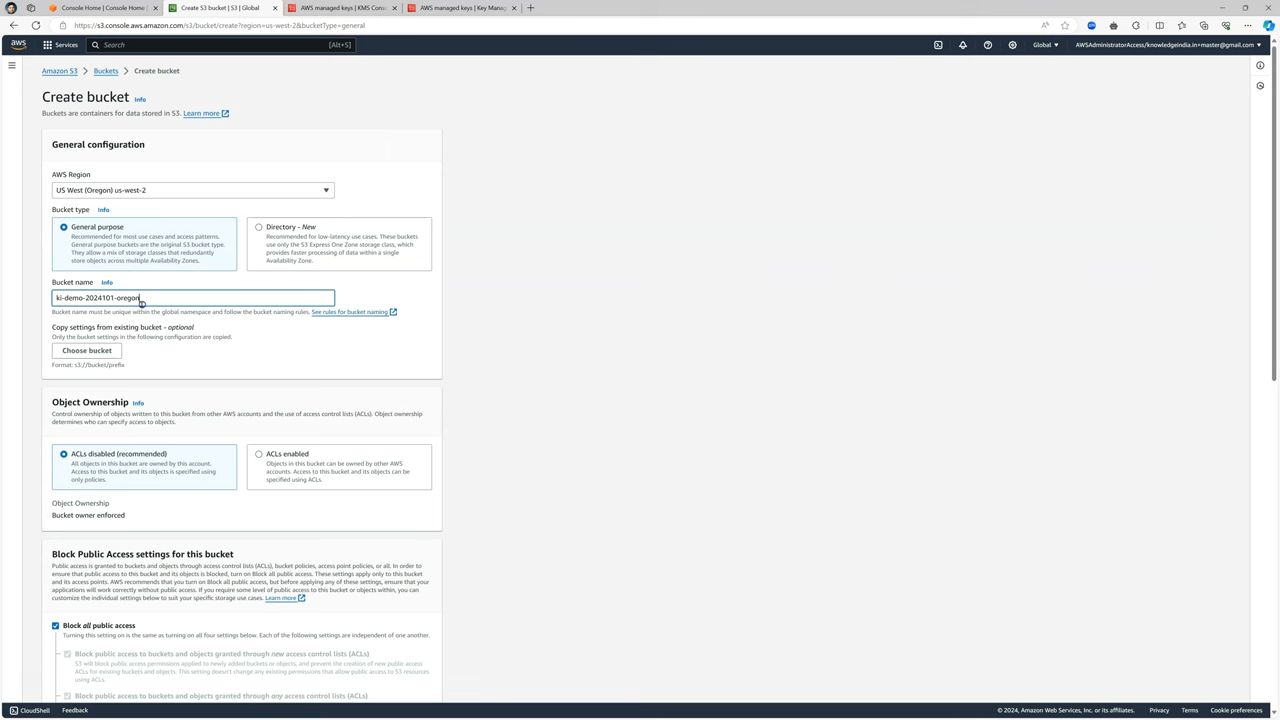 Console Home | Console Home |
Create S3 bucket | S3 | Global
AWS managed keys | KMS Cons
AWS managed keys | Key Manag
https://s3.console.aws.amazon.com/s3/bucket/create?region=us-west-2&bucketType=general
aws
Services
Search
[Alt+S]
Global
AWSAdministratorAccess/knowledgeindia.in+master@gmail.com
Amazon S3
Buckets
Create bucket
Create bucket Info
Buckets are containers for data stored in S3. Learn more
General configuration
AWS Region
US West (Oregon) us-west-2
Bucket type Info
General purpose
Recommended for most use cases and access patterns.
General purpose buckets are the original S3 bucket type.
They allow a mix of storage classes that redundantly
store objects across multiple Availability Zones.
Directory - New
Recommended for low-latency use cases. These buckets
use only the S3 Express One Zone storage class, which
provides faster processing of data within a single
Availability Zone.
Bucket name Info
ki-demo-2024101-oregon
Bucket name must be unique within the global namespace and follow the bucket naming rules. See rules for bucket naming
Copy settings from existing bucket - optional
Only the bucket settings in the following configuration are copied.
Choose bucket
Format: s3://bucket/prefix
Object Ownership Info
Control ownership of objects written to this bucket from other AWS accounts and the use of access control lists (ACLs). Object ownership
determines who can specify access to objects.
ACLs disabled (recommended)
All objects in this bucket are owned by this account.
Access to this bucket and its objects is specified using
only policies.
ACLs enabled
Objects in this bucket can be owned by other AWS
accounts. Access to this bucket and its objects can be
specified using ACLs.
Object Ownership
Bucket owner enforced
Block Public Access settings for this bucket
Public access is granted to buckets and objects through access control lists (ACLs), bucket policies, access point policies, or all. In order to
ensure that public access to this bucket and its objects is blocked, turn on Block all public access. These settings apply only to this bucket
and its access points. AWS recommends that you turn on Block all public access, but before applying any of these settings, ensure that your
applications will work correctly without public access. If you require some level of public access to this bucket or objects within, you can
customize the individual settings below to suit your specific storage use cases. Learn more
Block all public access
Turning this setting on is the same as turning on all four settings below. Each of the following settings are independent of one another.
Block public access to buckets and objects granted through new access control lists (ACLs)
S3 will block public access permissions applied to newly added buckets or objects, and prevent the creation of new public access
ACLs for existing buckets and objects. This setting doesn't change any existing permissions that allow public access to S3 resources
using ACLs.
Block public access to buckets and objects granted through any access control lists (ACLs)
CloudShell
Feedback
© 2024, Amazon Web Services, Inc. or its affiliates.
Privacy
Terms
Cookie preferences